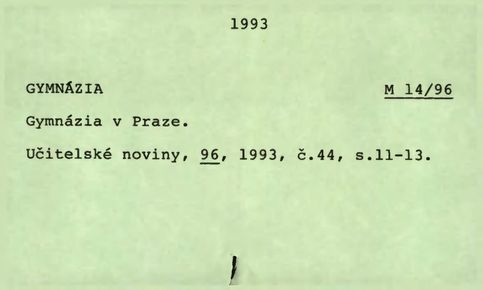 1993
GYMNÁZIA M 14/96
Gymnázia v Praze.
Učitelské noviny, 96, 1993, č.44, s.11-13.